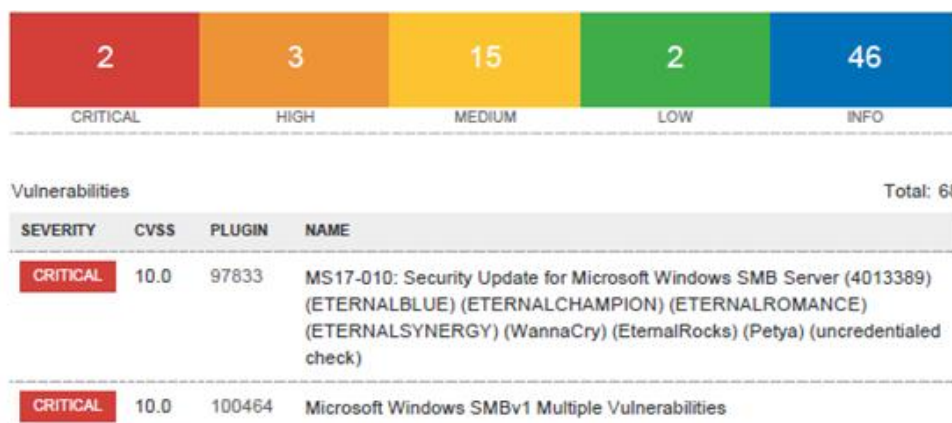 2 3 15 2 46
CRITICAL HIGH MEDIUM LOW INFO
Vulnerabilities Total: 68
SEVERITY CVSS PLUGIN NAME
CRITICAL 10.0 97833 MS17-010: Security Update for Microsoft Windows SMB Server (4013389)
(ETERNALBLUE) (ETERNALCHAMPION) (ETERNALROMANCE)
(ETERNALSYNERGY) (WannaCry) (EternalRocks) (Petya) (uncredentialed
check)
CRITICAL 10.0 100464 Microsoft Windows SMBv1 Multiple Vulnerabilities